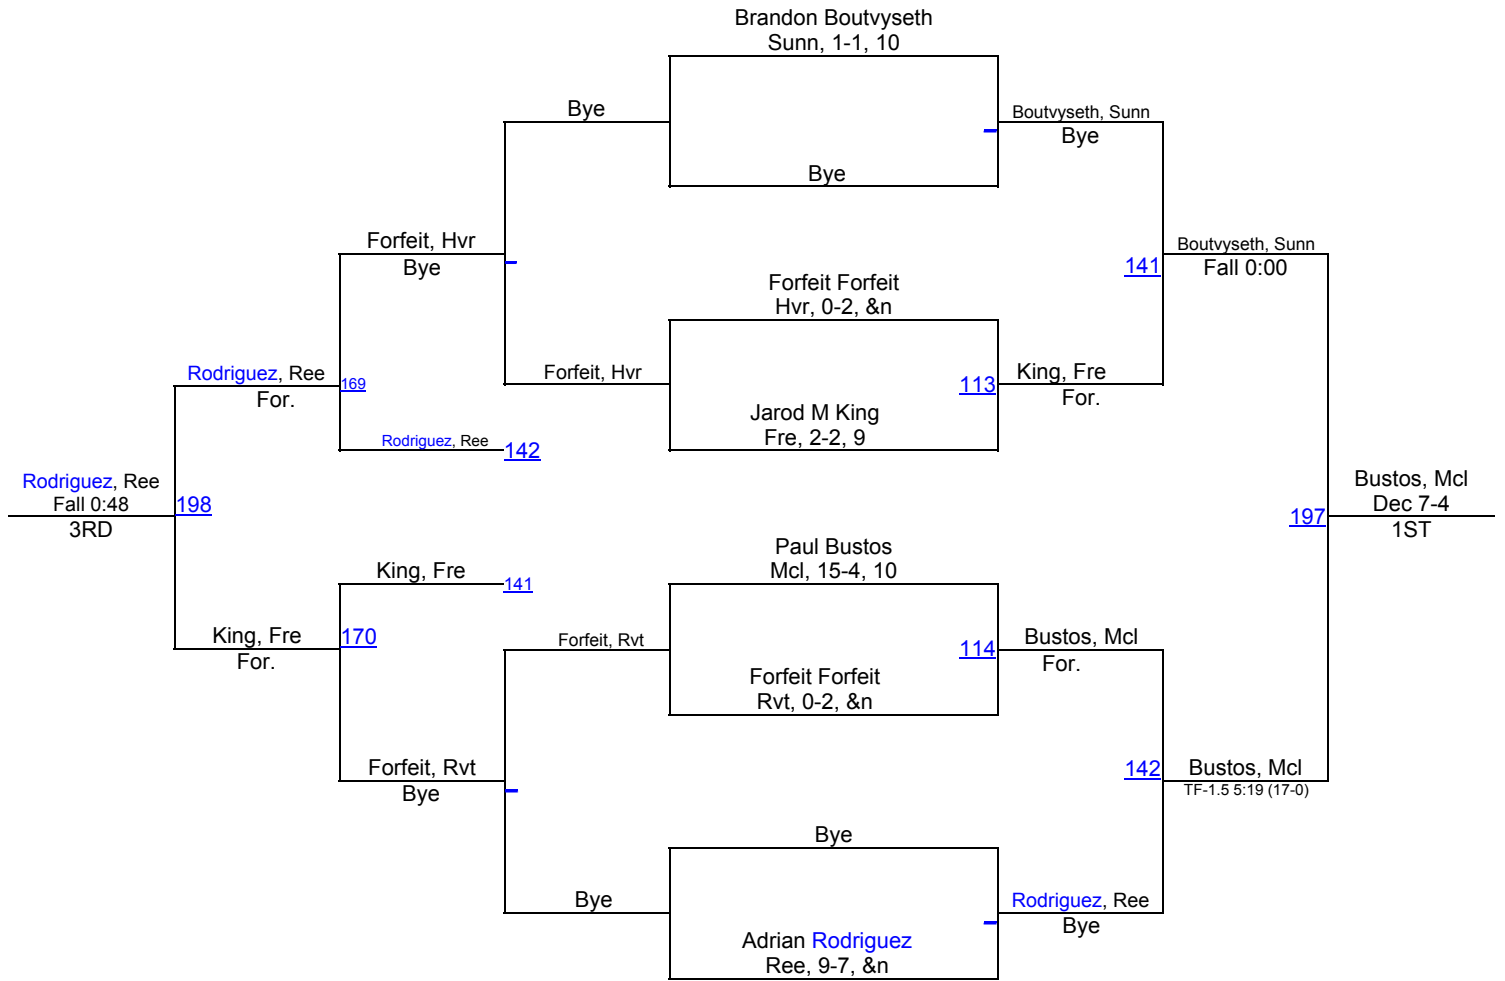 Brandon Boutvyseth
Sunn, 1-1, 10
Bye
Boutvyseth, Sunn
Bye
Bye
Forfeit, Hvr
Bye
Boutvyseth, Sunn
141
Fall 0:00
Forfeit Forfeit
Hvr, 0-2, &n
Rodriguez, Ree
169
For.
Forfeit, Hvr
113
King, Fre
For.
Jarod M King
Fre, 2-2, 9
Rodriguez, Ree
142
Rodriguez, Ree
Fall 0:48
198
3RD
Bustos, Mcl
Dec 7-4
197
1ST
Paul Bustos
Mcl, 15-4, 10
King, Fre
141
King, Fre
170
For.
Forfeit, Rvt
114
Bustos, Mcl
For.
Forfeit Forfeit
Rvt, 0-2, &n
Forfeit, Rvt
Bye
142
Bustos, Mcl
TF-1.5 5:19 (17-0)
Bye
Bye
Rodriguez, Ree
Bye
Adrian Rodriguez
Ree, 9-7, &n